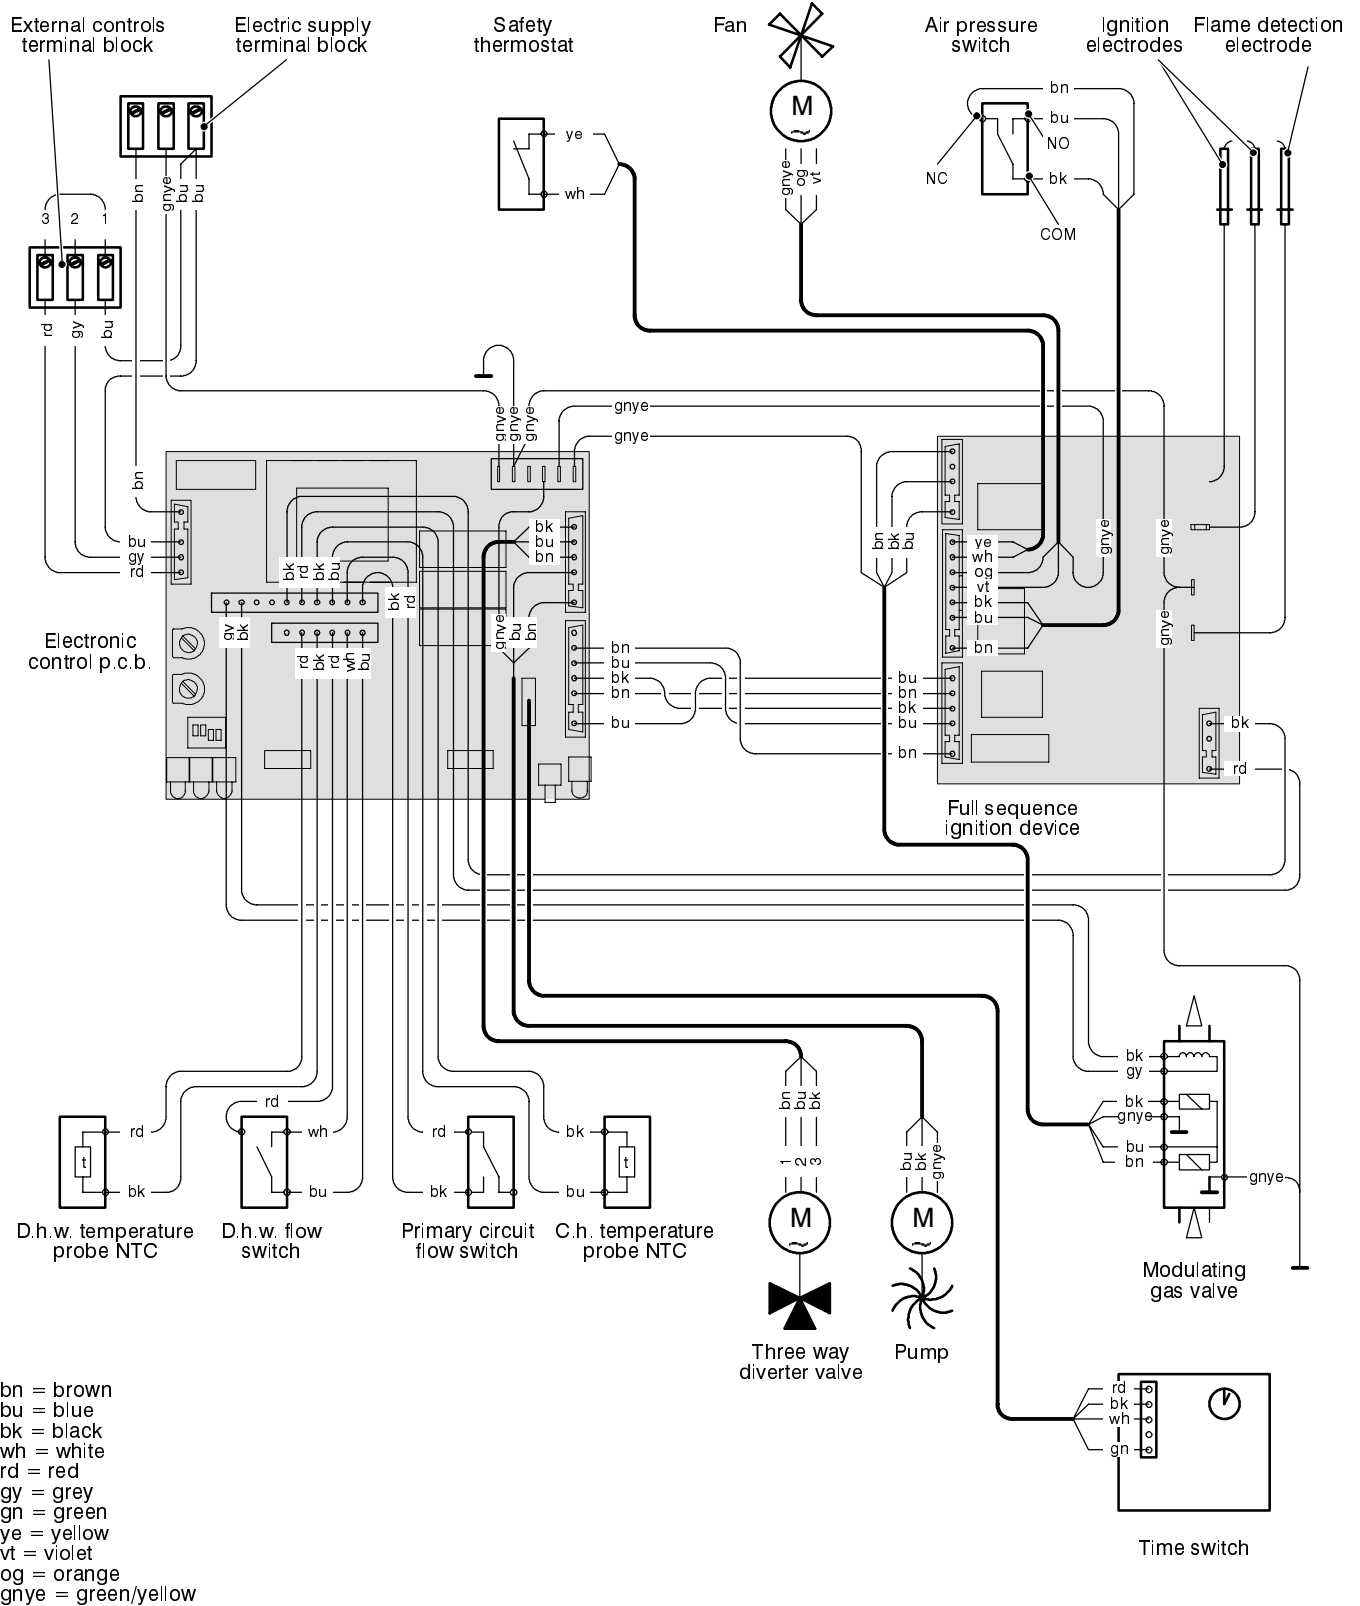 External controls
terminal block
Electric supply
terminal block
Safety
thermostat
Fan
Air pressure
switch
Ignition
electrodes
Flame detection
electrode
M
ye
wh
bn
bu
bk
NO
NC
COM
gnye
og
vt
bn
gnye
bu
bu
3
2
1
rd
gy
bu
gnye
gnye
gnye
gnye
gnye
bn
bu
gy
rd
bk
rd
bk
bu
bk
rd
gy
bk
rd
bk
rd
wh
bu
bk
bu
bn
gnye
bu
bn
bn
bk
bu
gnye
gnye
gnye
ye
wh
og
vt
bk
bu
bn
Electronic
control p.c.b.
bn
bu
bk
bn
bu
bu
bn
bk
bu
bn
bk
rd
Full sequence
ignition device
bk
gy
bk
gnye
bu
bn
gnye
rd
bk
t
rd
wh
bu
rd
bk
bk
bu
t
bn
bu
bk
1
2
3
bu
bk
gnye
M
M
D.h.w. temperature
probe NTC
D.h.w. flow
switch
Primary circuit
flow switch
C.h. temperature
probe NTC
Modulating
gas valve
Three way
diverter valve
Pump
rd
bk
wh
gn
Time switch
bn = brown
bu = blue
bk = black
wh = white
rd = red
gy = grey
gn = green
ye = yellow
vt = violet
og = orange
gnye = green/yellow